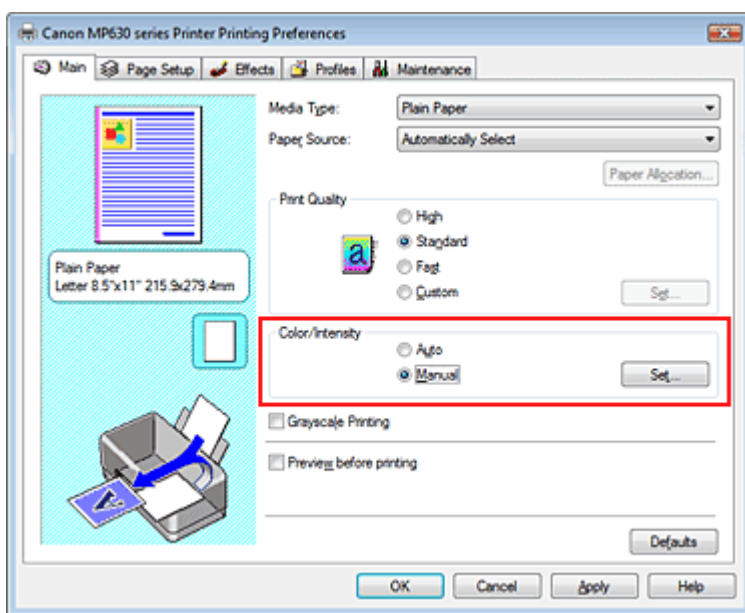 Canon MP630 series Printer Printing Preferences
Main
Page Setup
Effects
Profiles
Maintenance
Media Type:
Plain Paper
Paper Source:
Automatically Select
Paper Allocation...
Print Quality
High
Standard
Fast
Custom
Set...
Plain Paper
Letter 8.5"x11" 215.9x279.4mm
Color/Intensity
Auto
Manual
Set...
Grayscale Printing
Preview before printing
Defaults
OK
Cancel
Apply
Help